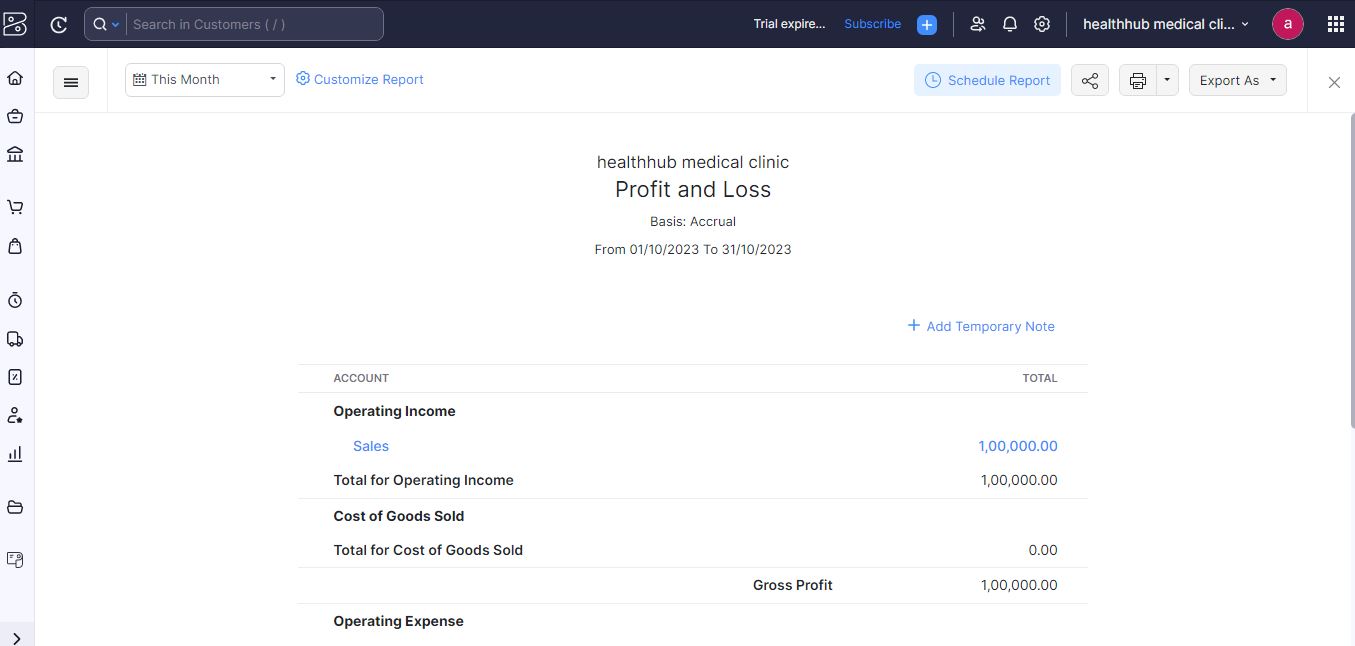 Search in Customers ( / )
Trial expire...
Subscribe
healthhub medical cli...
a
This Month
Customize Report
Schedule Report
Export As
healthhub medical clinic
Profit and Loss
Basis: Accrual
From 01/10/2023 To 31/10/2023
Add Temporary Note
ACCOUNT TOTAL
Operating Income
Sales 1,00,000.00
Total for Operating Income 1,00,000.00
Cost of Goods Sold
Total for Cost of Goods Sold 0.00
Gross Profit 1,00,000.00
Operating Expense